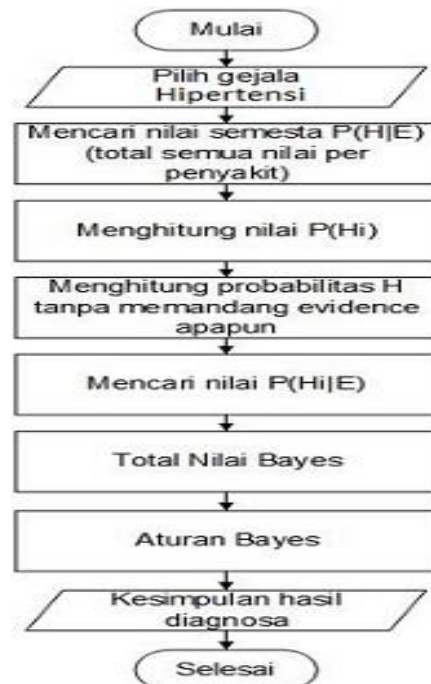 Mulai
Pilih gejala
Hipertensi
Mencari nilai semesta P(H|E)
(total semua nilai per
penyakit)
Menghitung nilai P(Hi)
Menghitung probabilitas H
tanpa memandang evidence
apapun
Mencari nilai P(Hi|E)
Total Nilai Bayes
Aturan Bayes
Kesimpulan hasil
diagnosa
Selesai